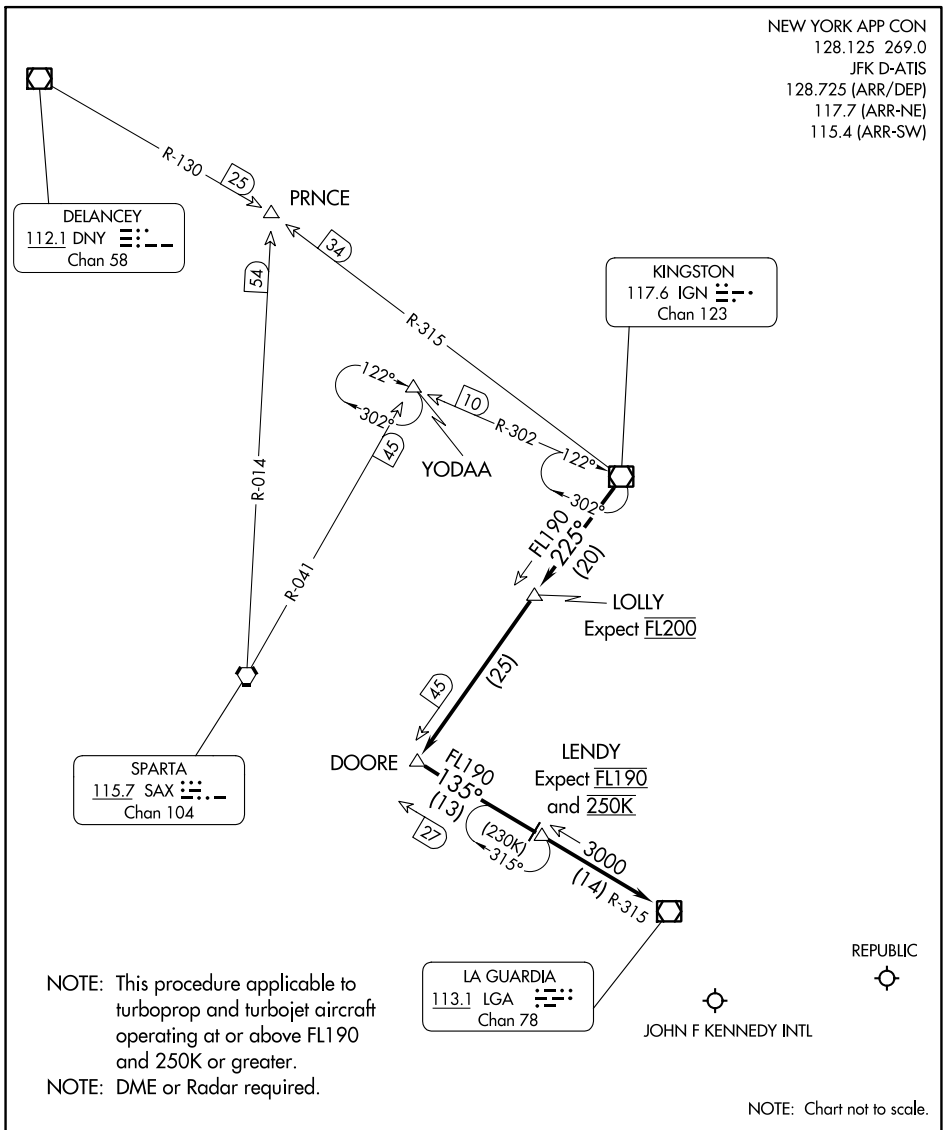 NEW YORK APP CON
128.125 269.0
JFK D-ATIS
128.725 (ARR/DEP)
117.7 (ARR-NE)
115.4 (ARR-SW)
R-130
25
PRNCE
DELANCEY
112.1 DNY
Chan 58
54
34
KINGSTON
117.6 IGN
Chan 123
R-315
122°
302°
10
R-302
122°
302°
45
YODAA
R-014
R-041
FL190
225°
(20)
LOLLY
Expect FL200
(25)
45
SPARTA
115.7 SAX
Chan 104
DOORE
FL190
135°
(13)
27
LENDY
Expect FL190
and 250K
(230K)
315°
3000
(14) R-315
LA GUARDIA
113.1 LGA
Chan 78
REPUBLIC
JOHN F KENNEDY INTL
NOTE: This procedure applicable to
turboprop and turbojet aircraft
operating at or above FL190
and 250K or greater.
NOTE: DME or Radar required.
NOTE: Chart not to scale.